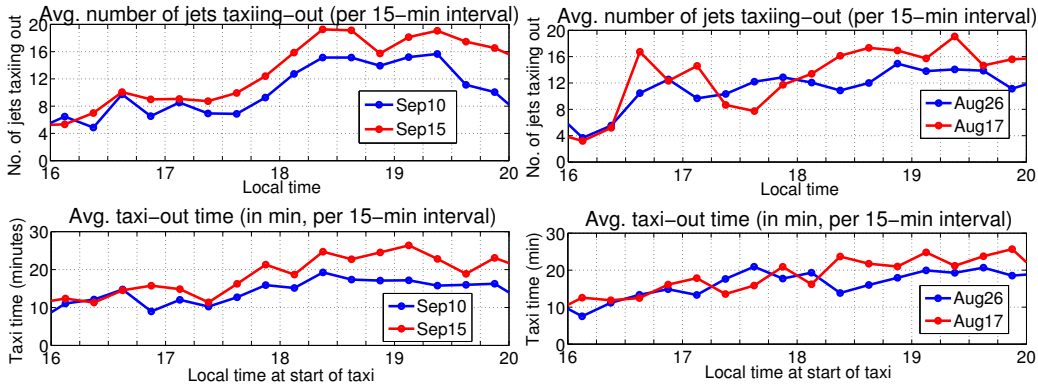 Avg. number of jets taxiing−out (per 15−min interval)
No. of jets taxiing out
20
16
12
8
4
0
Sep10
Sep15
16 17 18 19 20
Local time
Avg. number of jets taxiing−out (per 15−min interval)
No. of jets taxiing out
20
16
12
8
4
0
Aug26
Aug17
16 17 18 19 20
Local time
Avg. taxi−out time (in min, per 15−min interval)
Taxi time (minutes)
30
20
10
0
Sep10
Sep15
16 17 18 19 20
Local time at start of taxi
Avg. taxi−out time (in min, per 15−min interval)
Taxi time (min)
30
20
10
0
Aug26
Aug17
16 17 18 19 20
Local time at start of taxi